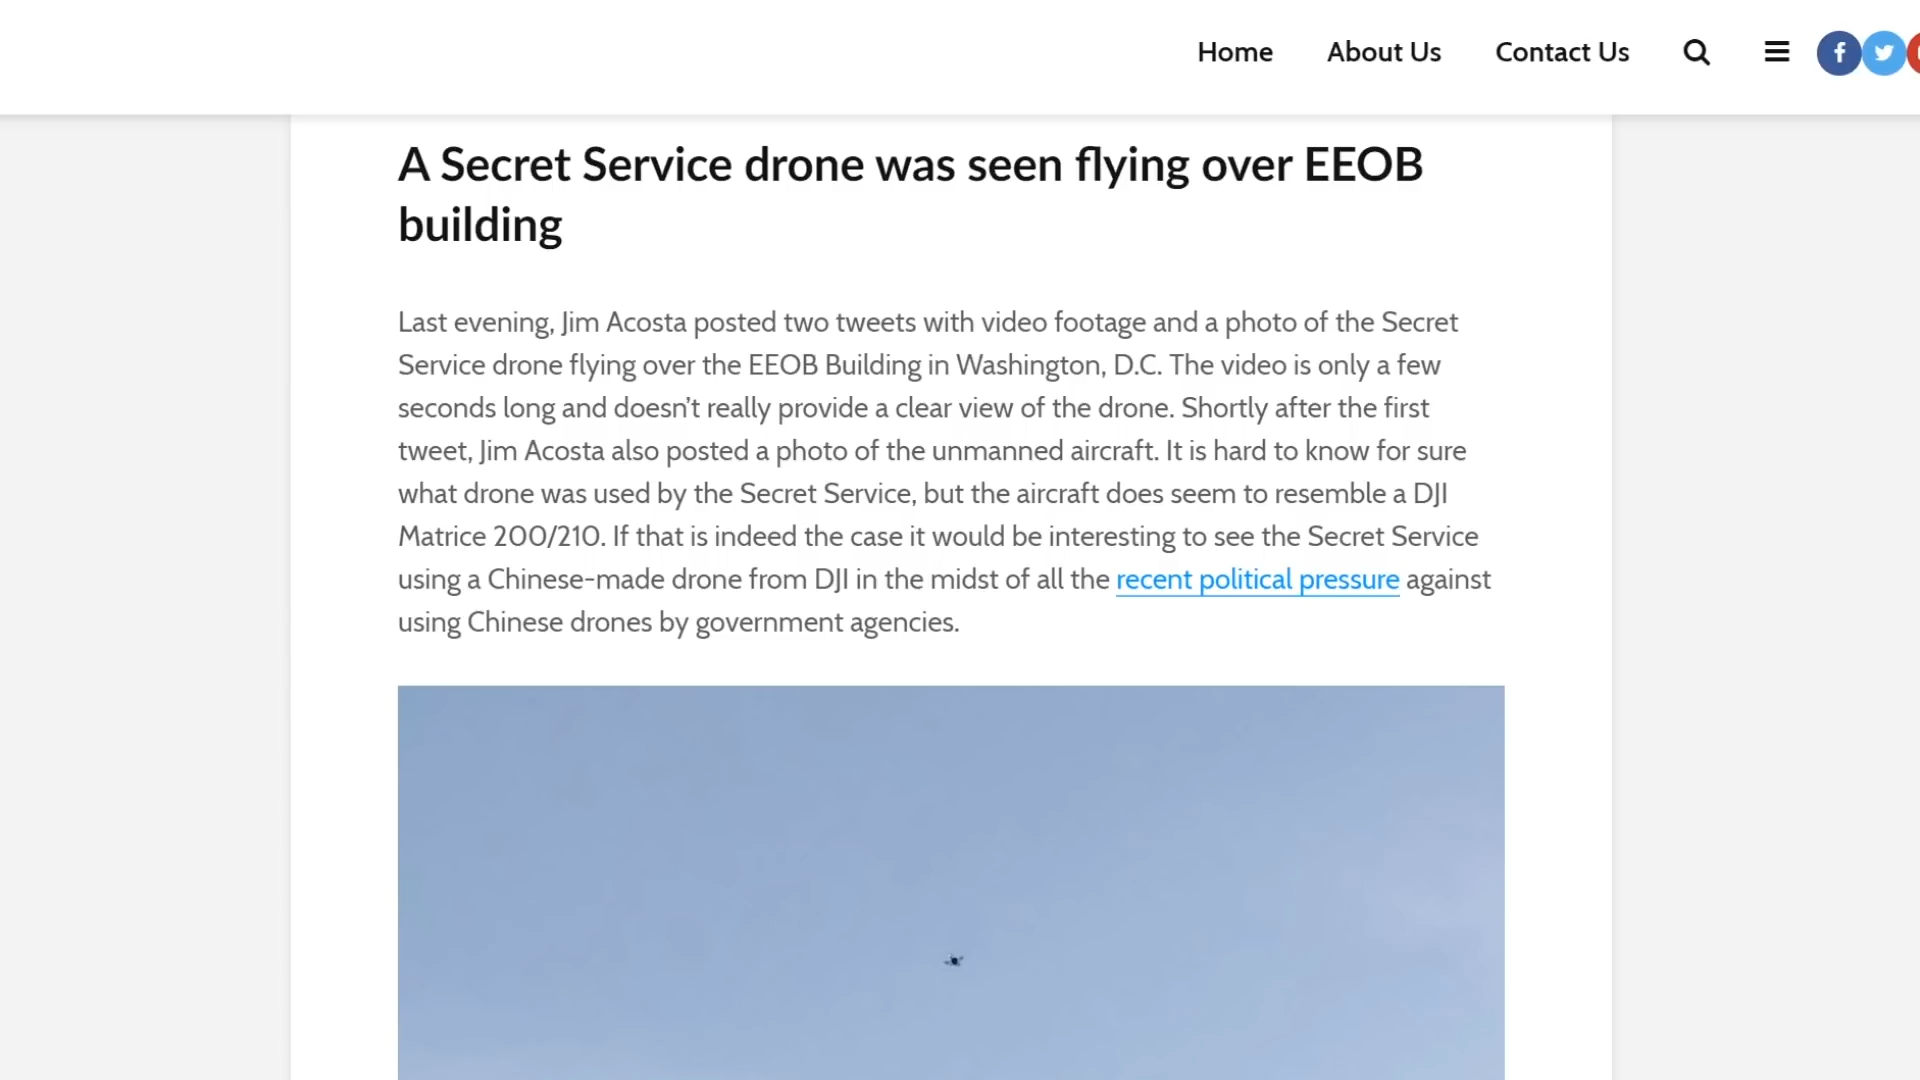 Home About Us Contact Us
A Secret Service drone was seen flying over EEOB
building
Last evening, Jim Acosta posted two tweets with video footage and a photo of the Secret
Service drone flying over the EEOB Building in Washington, D.C. The video is only a few
seconds long and doesn’t really provide a clear view of the drone. Shortly after the first
tweet, Jim Acosta also posted a photo of the unmanned aircraft. It is hard to know for sure
what drone was used by the Secret Service, but the aircraft does seem to resemble a DJI
Matrice 200/210. If that is indeed the case it would be interesting to see the Secret Service
using a Chinese-made drone from DJI in the midst of all the recent political pressure against
using Chinese drones by government agencies.